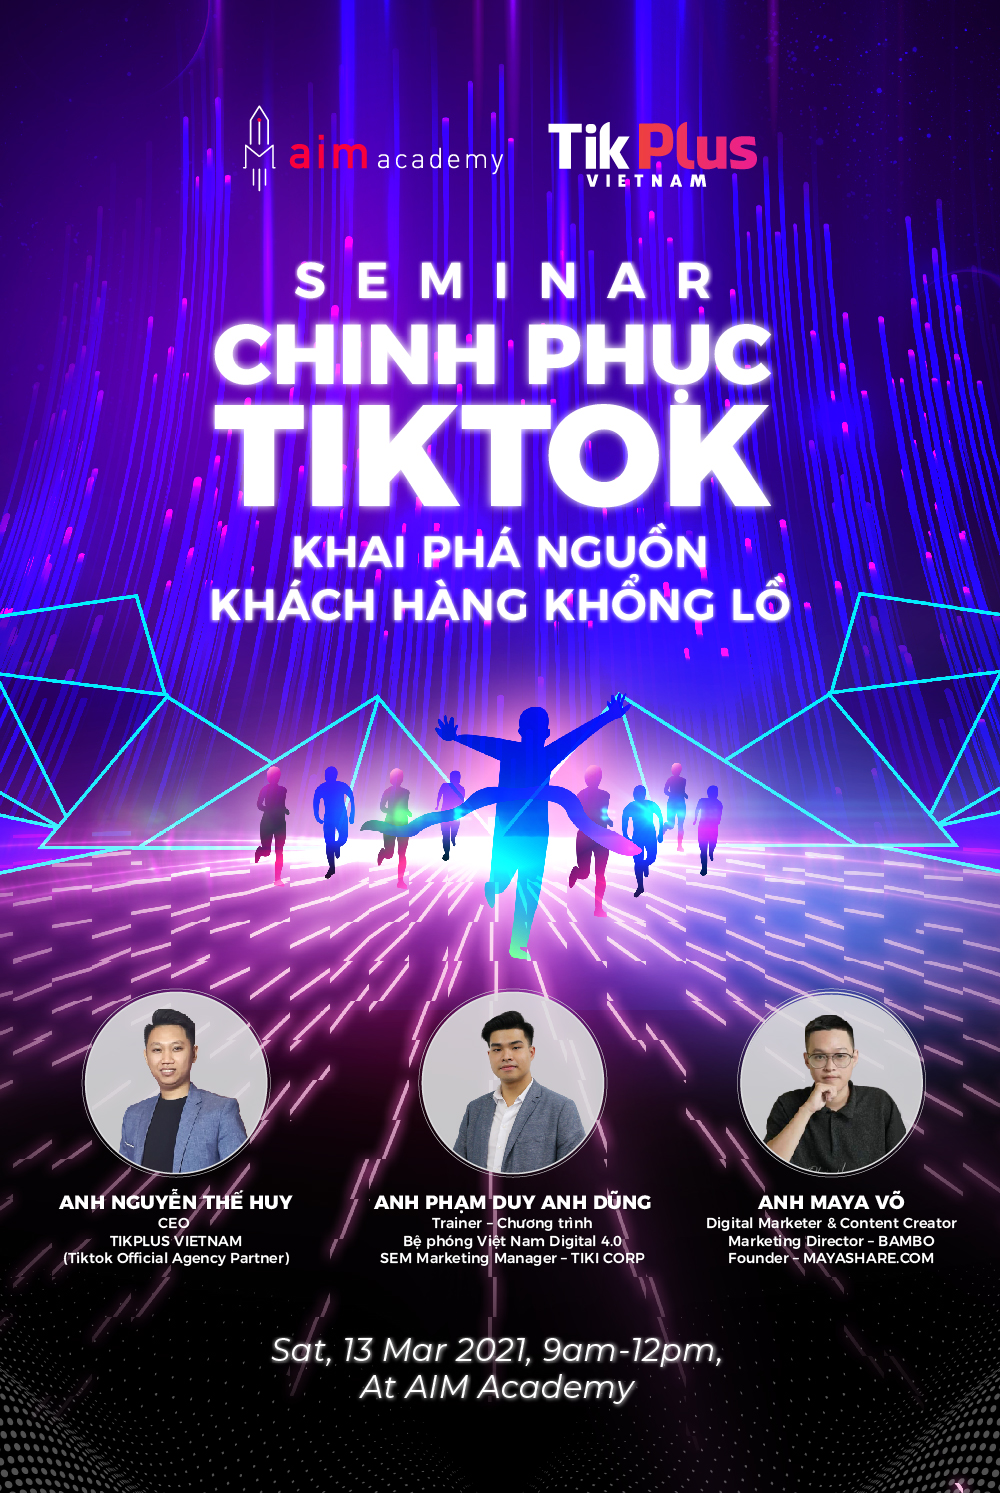 aim academy
Tik Plus
VIETNAM
SEMINAR
CHINH PHỤC
TIKTOK
KHAI PHÁ NGUỒN
KHÁCH HÀNG KHỔNG LỒ
ANH NGUYỄN THẾ HUY
CEO
TIKPLUS VIETNAM
(Tiktok Official Agency Partner)
ANH PHẠM DUY ANH DŨNG
Trainer – Chương trình
Bệ phóng Việt Nam Digital 4.0
SEM Marketing Manager – TIKI CORP
ANH MAYA VÕ
Digital Marketer & Content Creator
Marketing Director – BAMBO
Founder – MAYASHARE.COM
Sat, 13 Mar 2021, 9am-12pm,
At AIM Academy